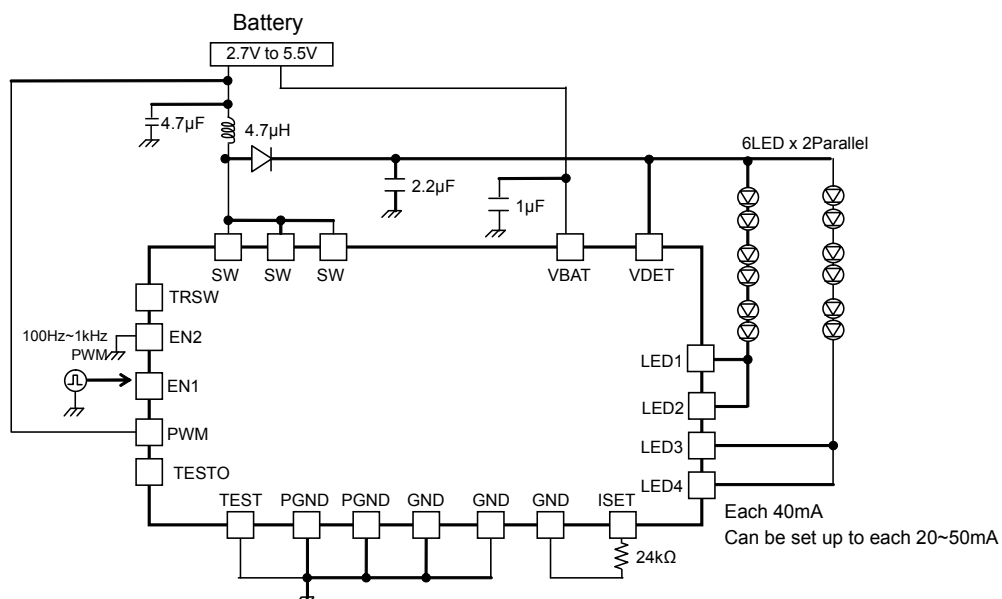 Battery
2.7V to 5.5V
4.7µF
4.7µH
6LED x 2Parallel
2.2µF
1µF
SW
SW
SW
VBAT
VDET
TRSW
100Hz~1kHz
PWM
EN2
EN1
PWM
TESTO
LED1
LED2
LED3
LED4
TEST
PGND
PGND
GND
GND
GND
ISET
24kΩ
Each 40mA
Can be set up to each 20~50mA